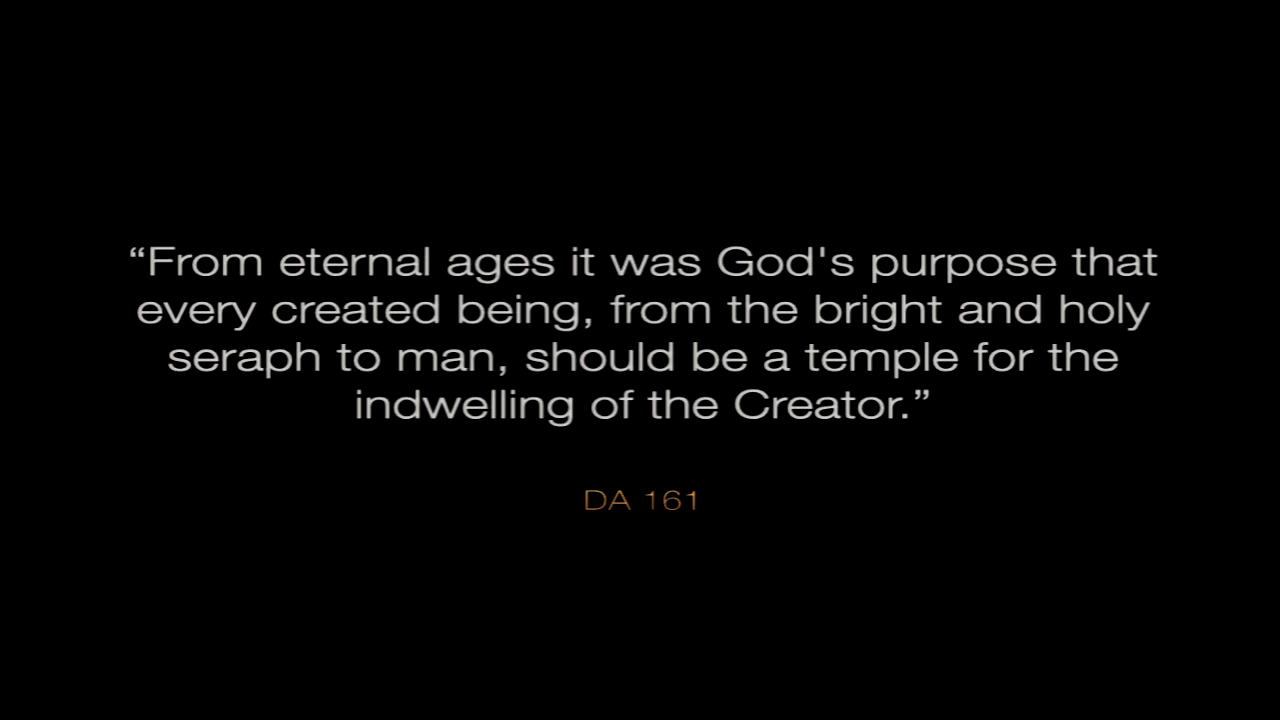 “From eternal ages it was God's purpose that
every created being, from the bright and holy
seraph to man, should be a temple for the
indwelling of the Creator.”
DA 161